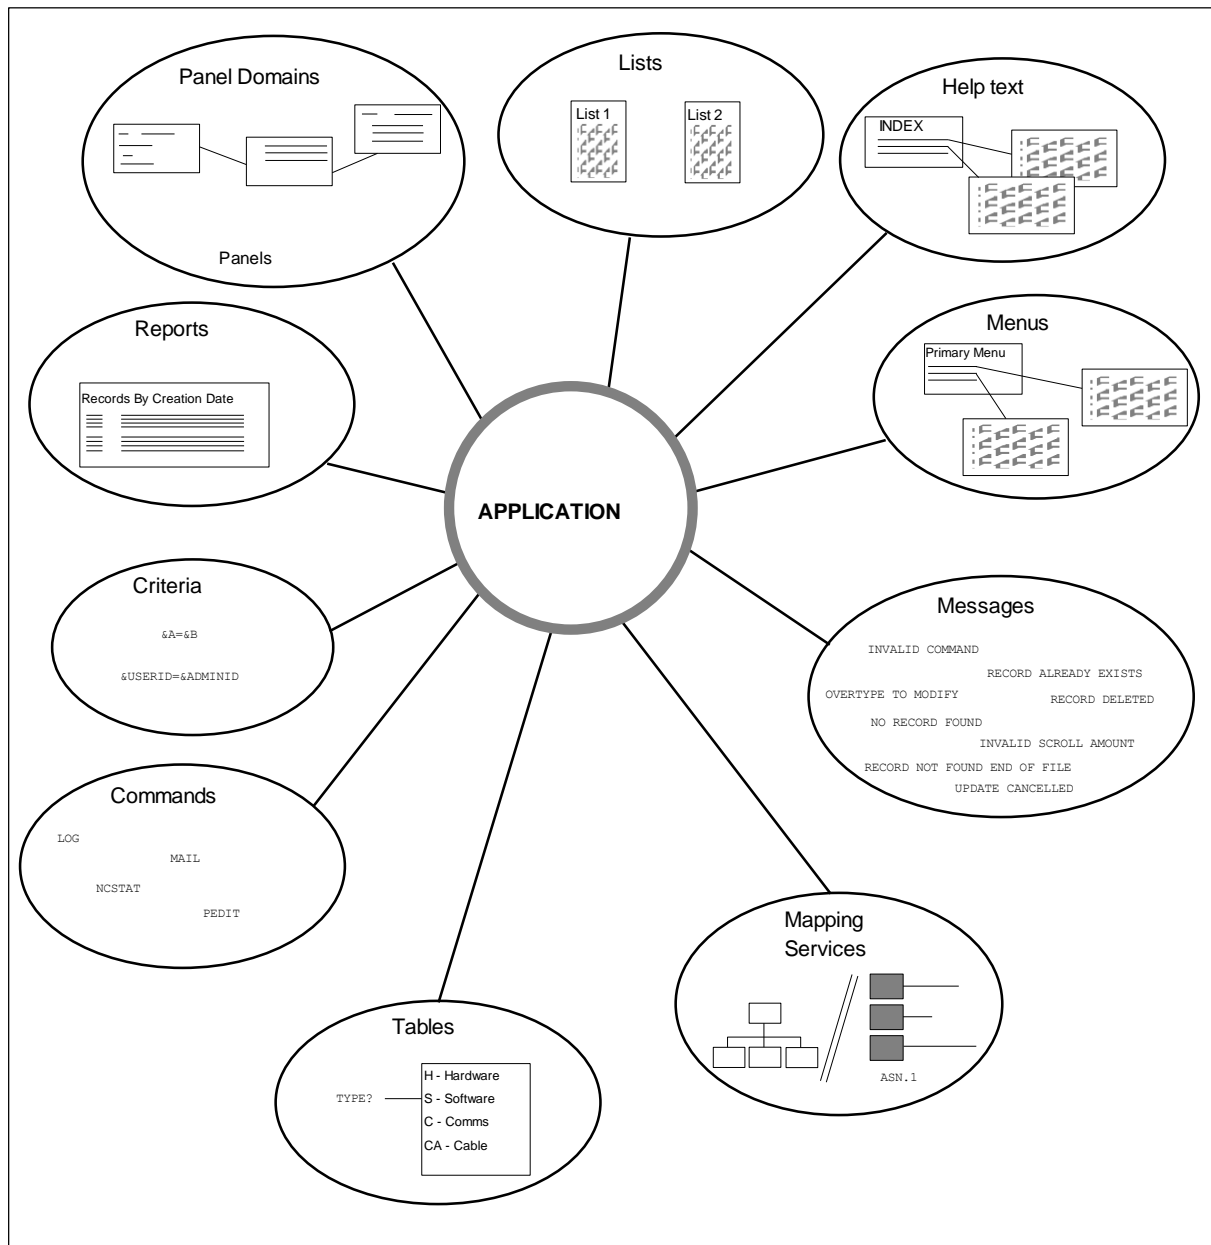 Panel Domains
Panels
Lists
List 1
List 2
Help text
INDEX
Reports
Records By Creation Date
Menus
Primary Menu
APPLICATION
Criteria
&A=&B
&USERID=&ADMINID
Messages
INVALID COMMAND
RECORD ALREADY EXISTS
OVERTYPE TO MODIFY
RECORD DELETED
NO RECORD FOUND
INVALID SCROLL AMOUNT
RECORD NOT FOUND END OF FILE
UPDATE CANCELLED
Commands
LOG
MAIL
NCSTAT
PEDIT
Mapping
Services
ASN.1
Tables
TYPE?
H - Hardware
S - Software
C - Comms
CA - Cable